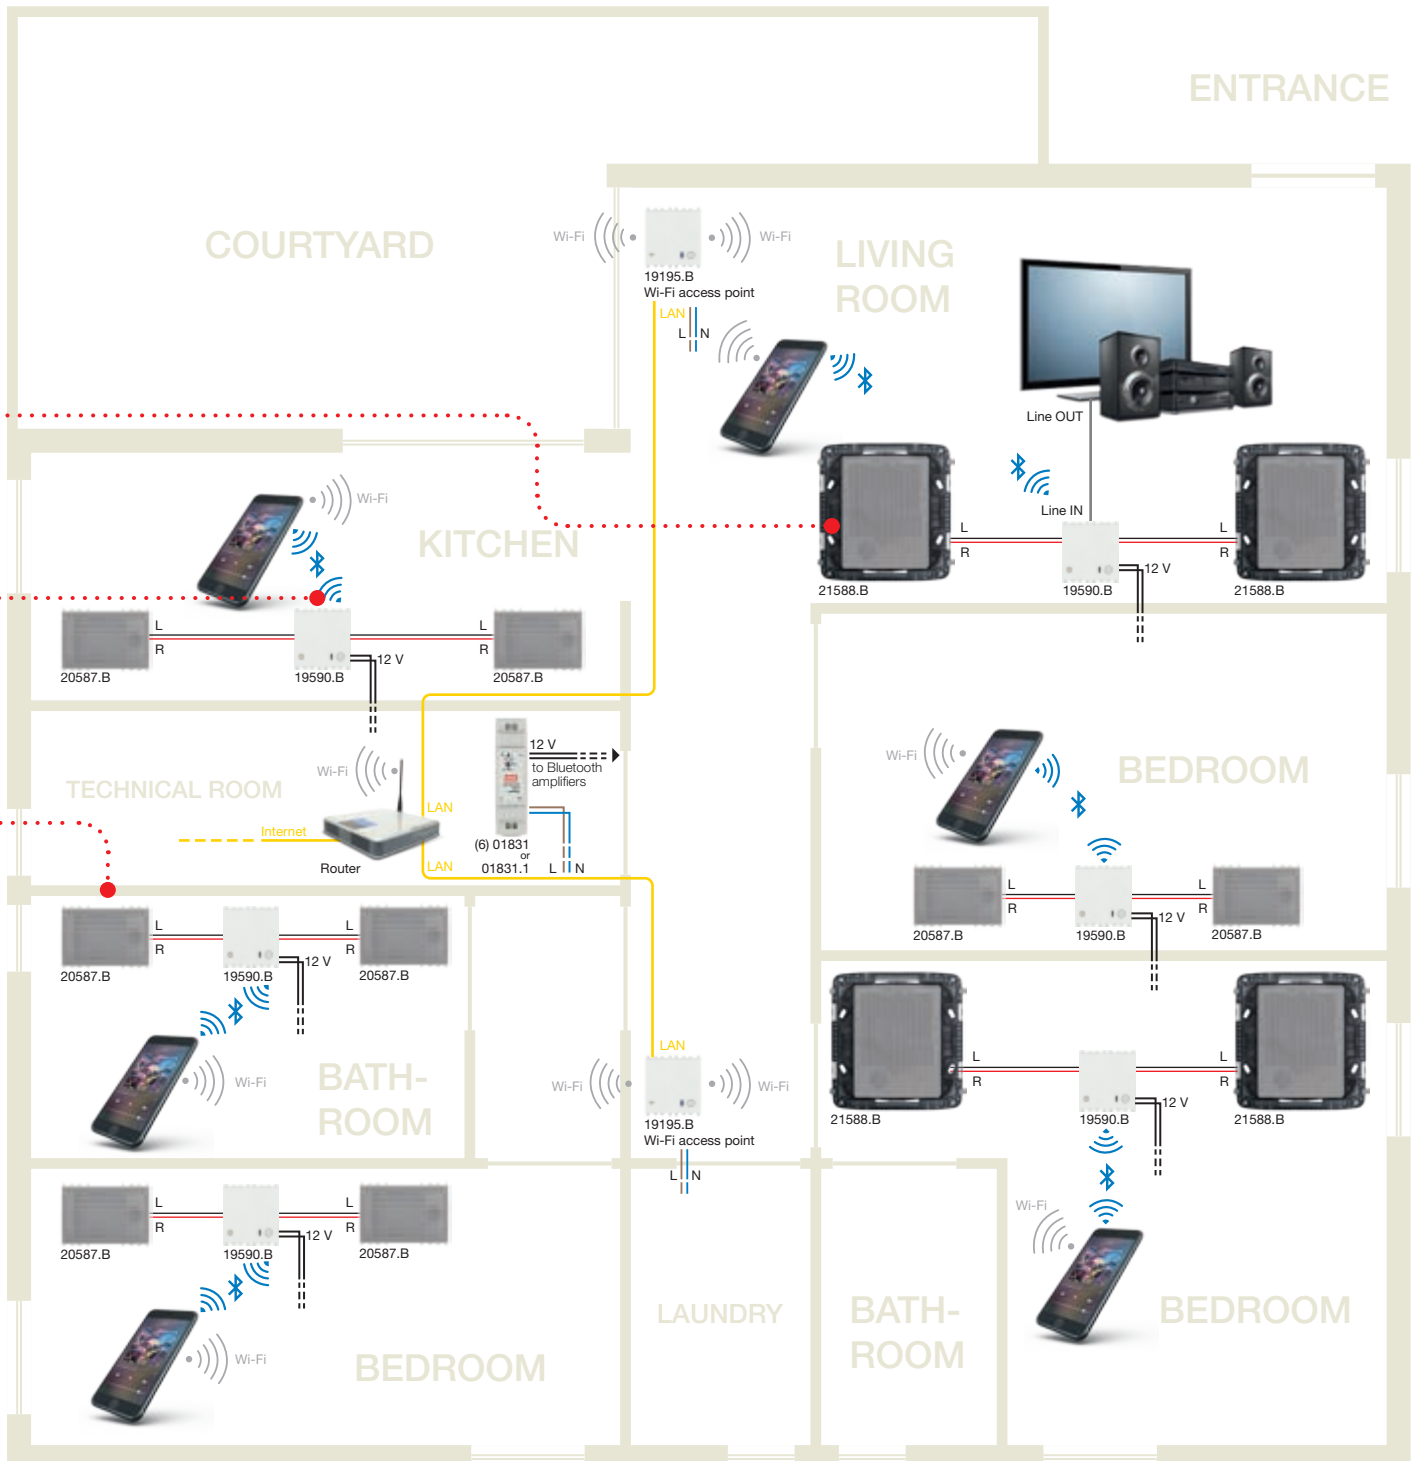 ENTRANCE
COURTYARD
Wi-Fi
Wi-Fi
19195.B
Wi-Fi access point
LAN
L
N
LIVING
ROOM
Line OUT
Line IN
L
R
L
R
12 V
21588.B
19590.B
21588.B
Wi-Fi
KITCHEN
L
R
L
R
12 V
20587.B
19590.B
20587.B
TECHNICAL ROOM
Wi-Fi
Internet
LAN
LAN
Router
12 V
to Bluetooth
amplifiers
(6) 01831
or
01831.1
L
N
Wi-Fi
BEDROOM
L
R
L
R
12 V
20587.B
19590.B
20587.B
L
R
L
R
12 V
20587.B
19590.B
20587.B
Wi-Fi
BATH-
ROOM
LAN
Wi-Fi
Wi-Fi
19195.B
Wi-Fi access point
L
N
L
R
L
R
12 V
21588.B
19590.B
21588.B
Wi-Fi
BEDROOM
L
R
L
R
12 V
20587.B
19590.B
20587.B
Wi-Fi
BEDROOM
LAUNDRY
BATH-
ROOM